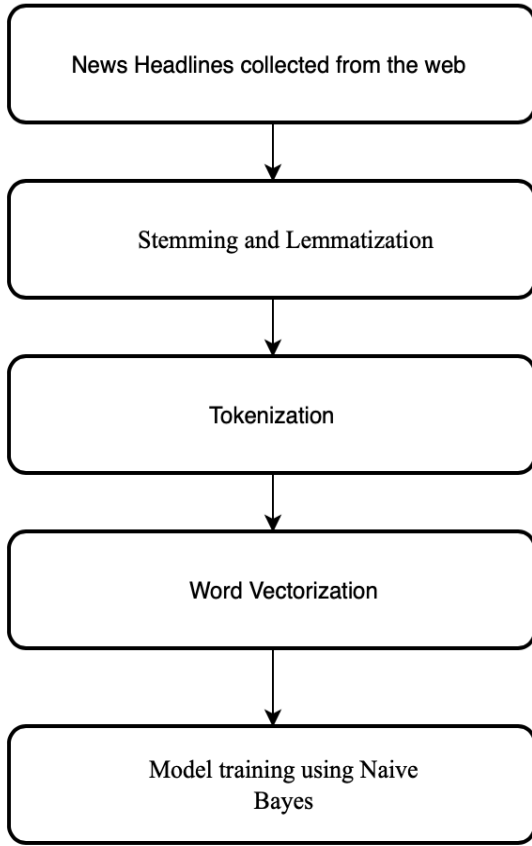 News Headlines collected from the web
Stemming and Lemmatization
Tokenization
Word Vectorization
Model training using Naive
Bayes